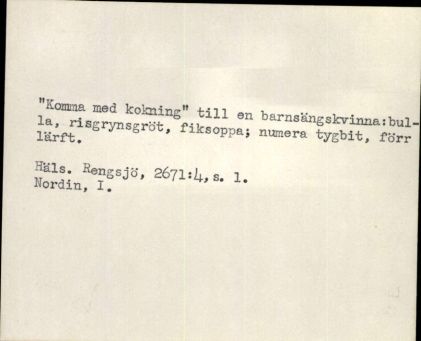 "Komma med kokning" till en barnsängskvinna:bul-
la, risgrynsgröt, fiksoppa; numera tygbit, förr
lärft.
Häls. Rengsjö, 2671:4, s. 1.
Nordin, I.